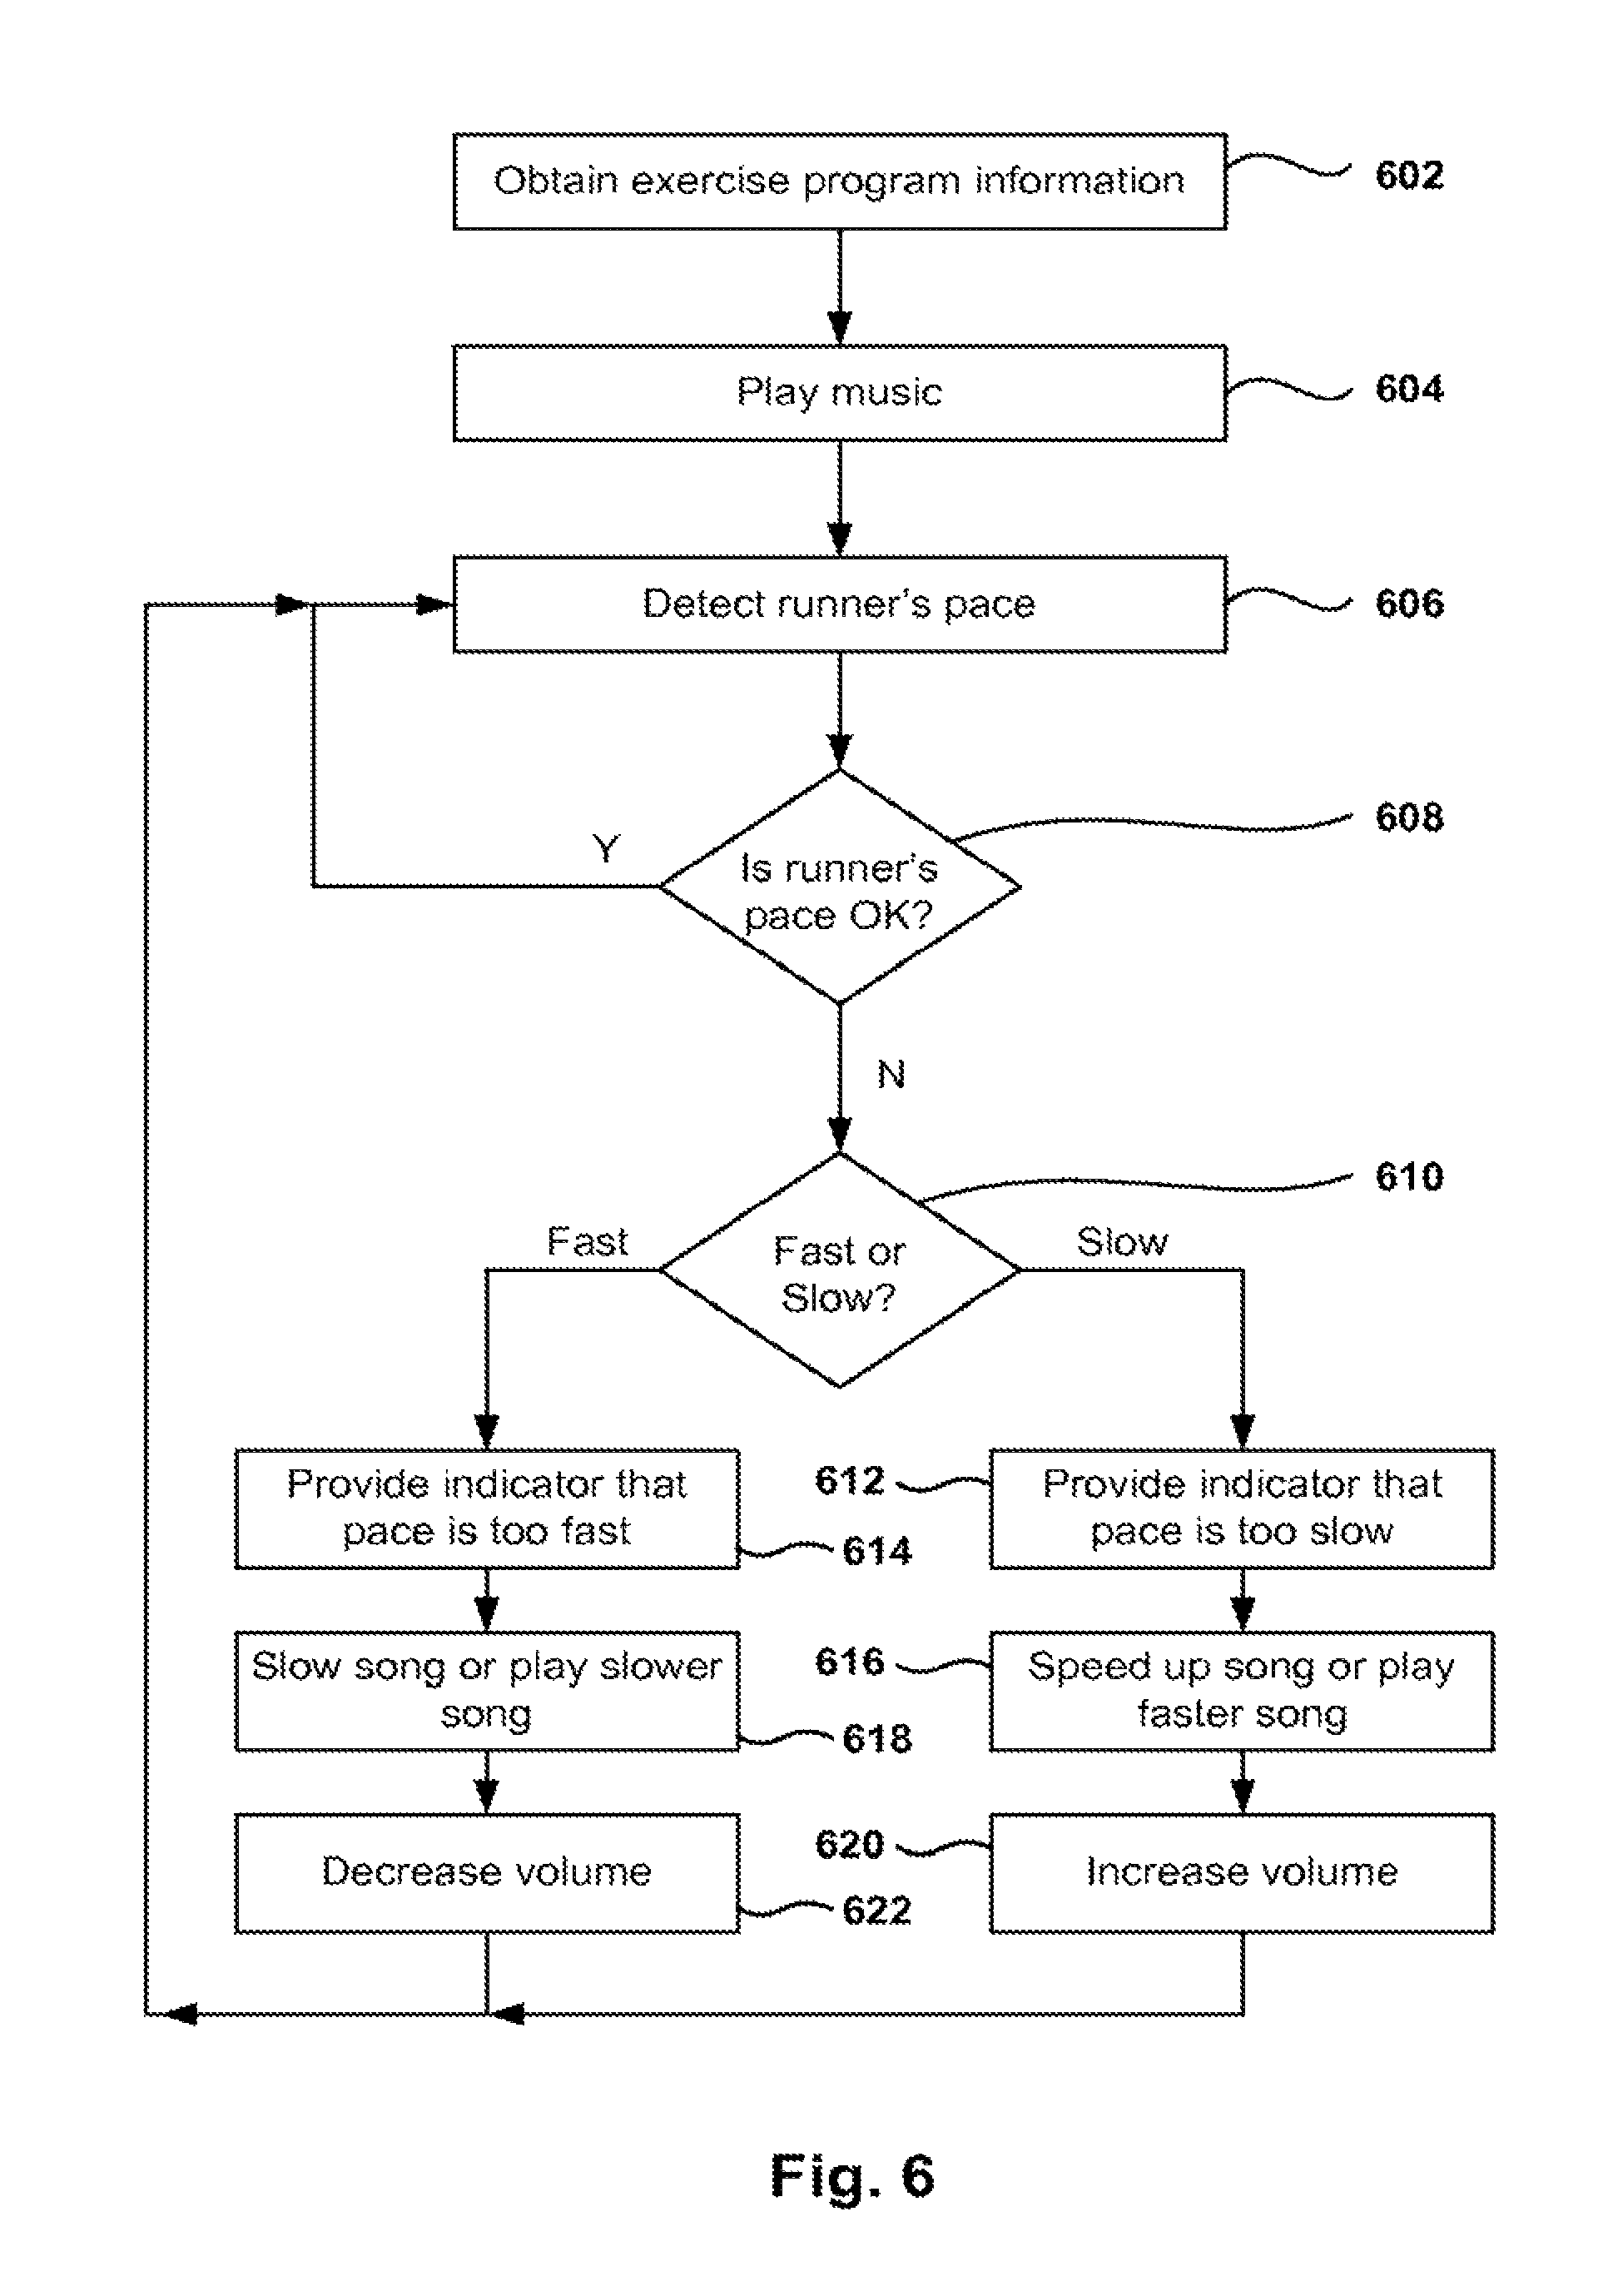 Obtain exercise program information
602
Play music
604
Detect runner's pace
606
608
Y
Is runner's
pace OK?
N
610
Fast
Fast or
Slow?
Slow
Provide indicator that
pace is too fast
614
612
Provide indicator that
pace is too slow
Slow song or play slower
song
618
616
Speed up song or play
faster song
Decrease volume
622
620
Increase volume
Fig. 6